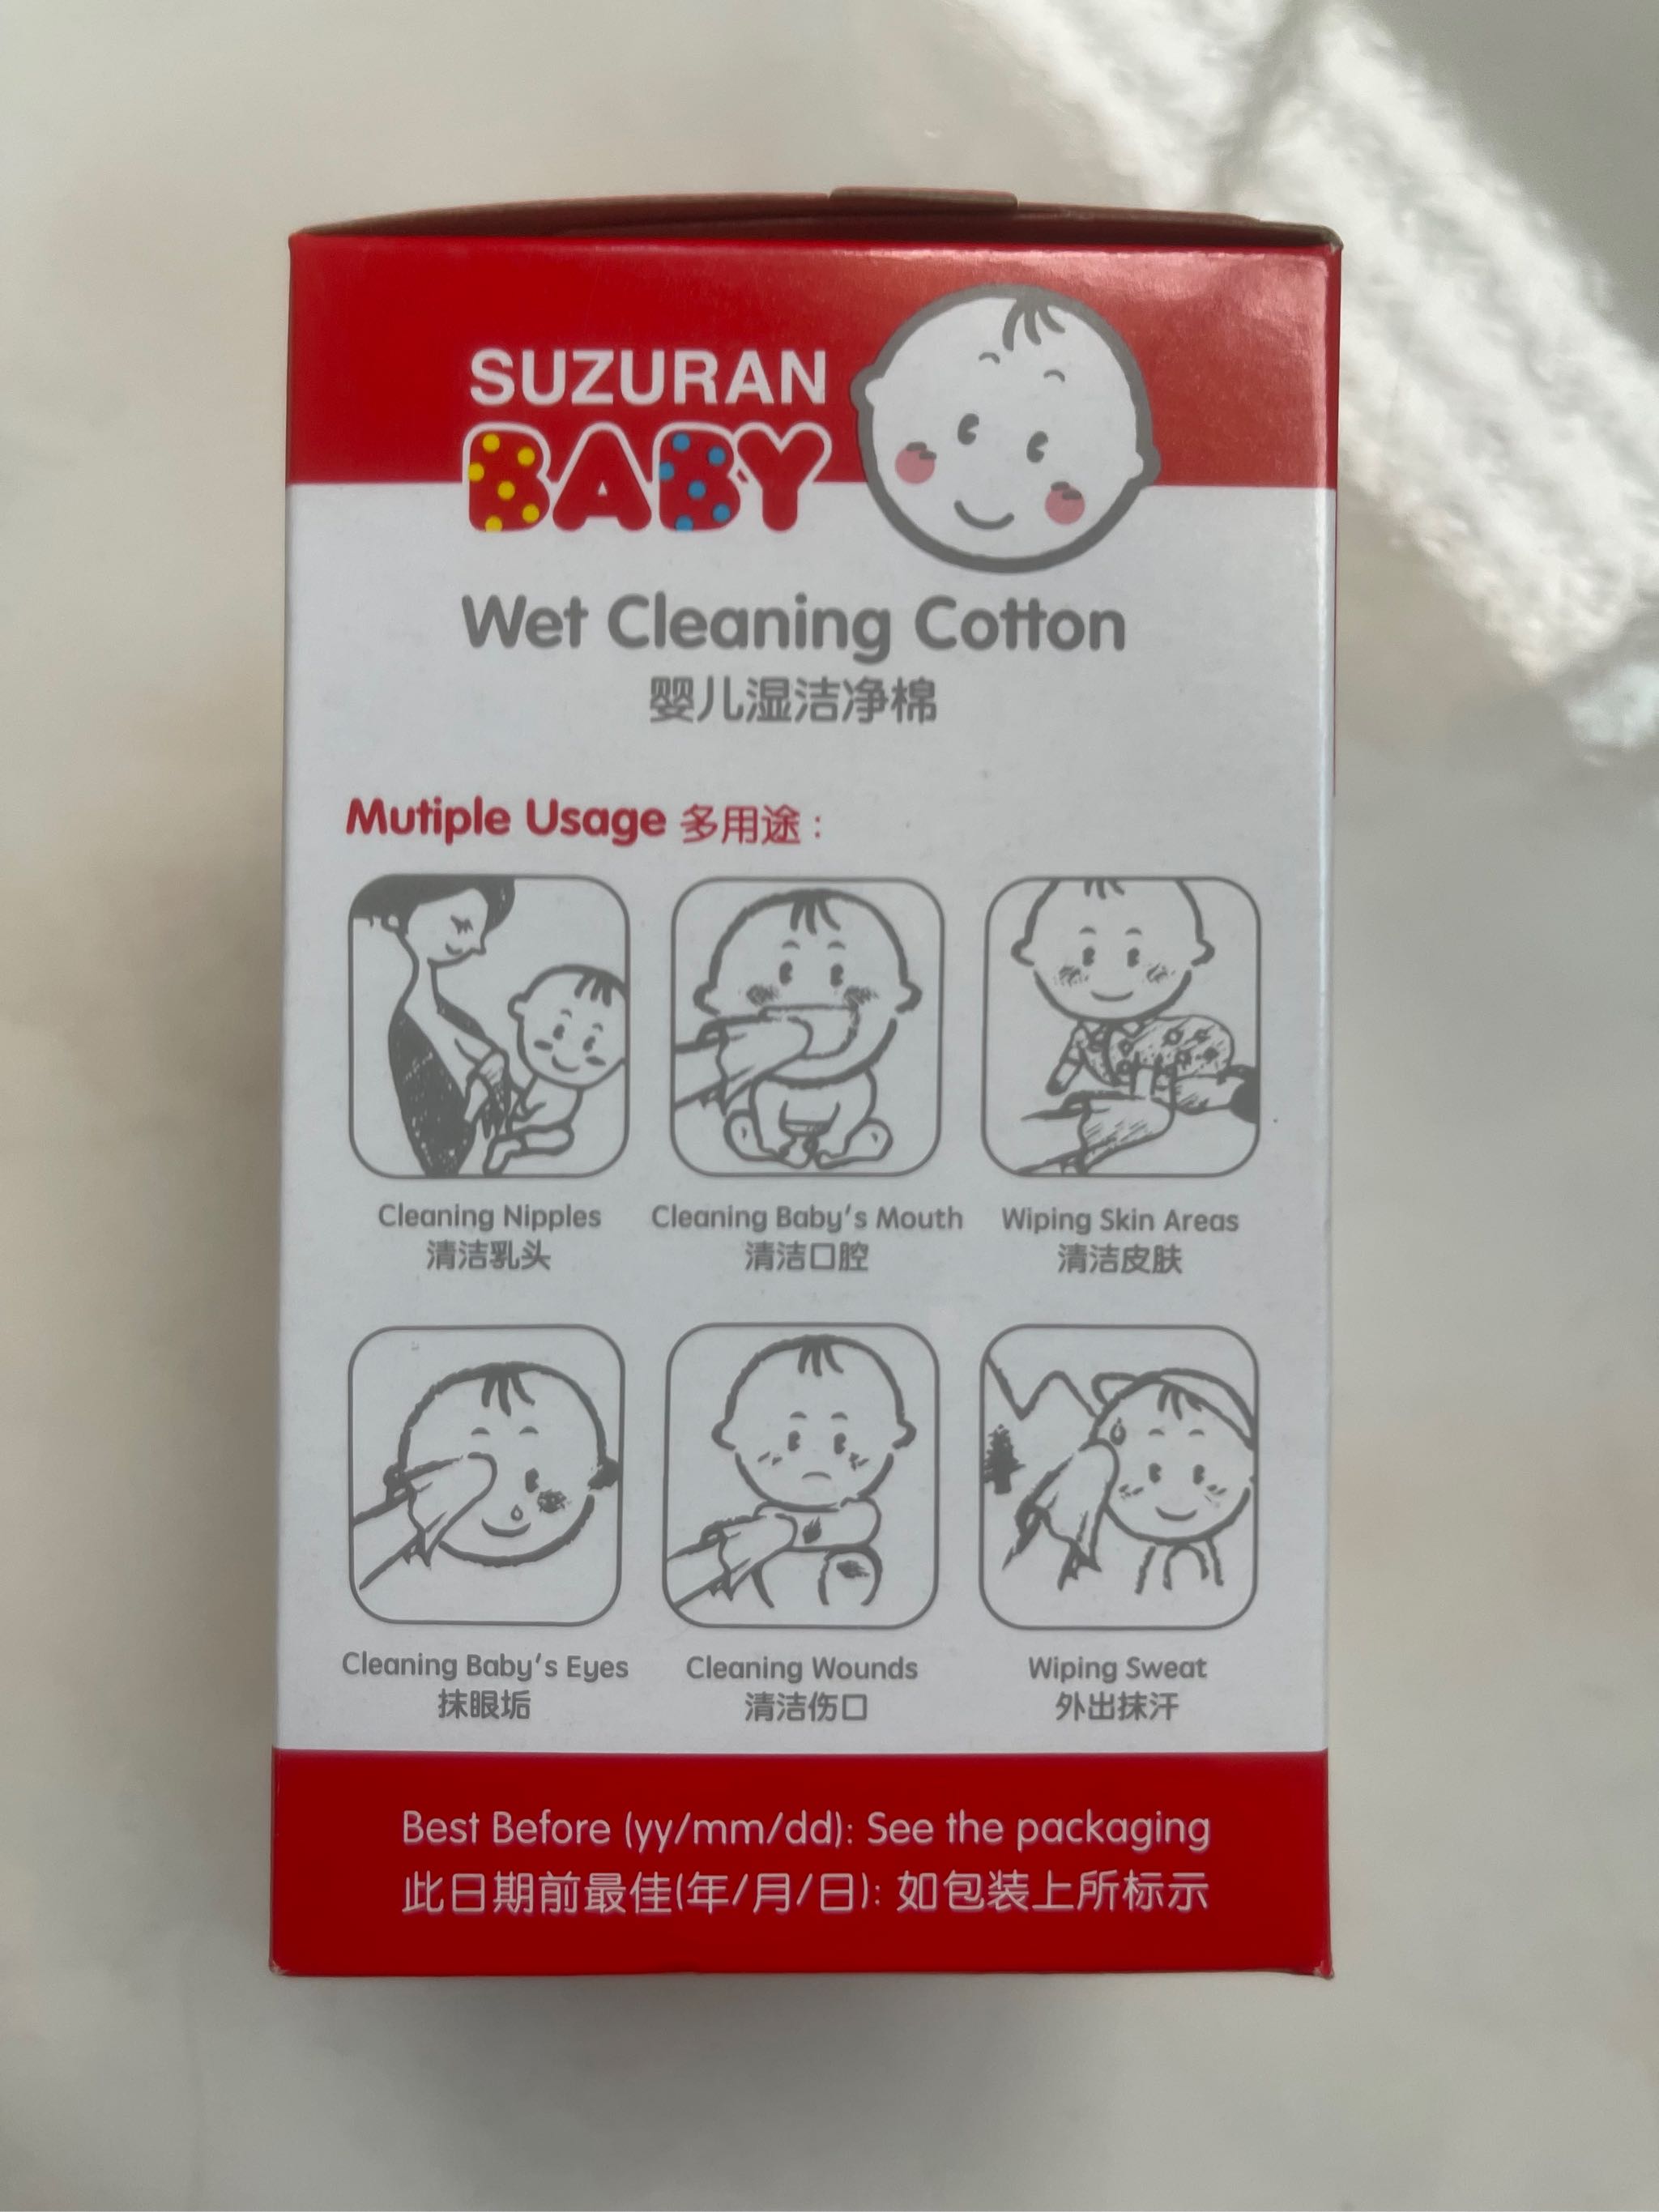 SUZURAN
BABY
Wet Cleaning Cotton
婴儿湿洁净棉
Mutiple Usage 多用途:
Cleaning Nipples
清洁乳头
Cleaning Baby's Mouth
清洁口腔
Wiping Skin Areas
清洁皮肤
Cleaning Baby's Eyes
抹眼垢
Cleaning Wounds
清洁伤口
Wiping Sweat
外出抹汗
Best Before (yy/mm/dd): See the packaging
此日期前最佳(年/月/日): 如包装上所标示